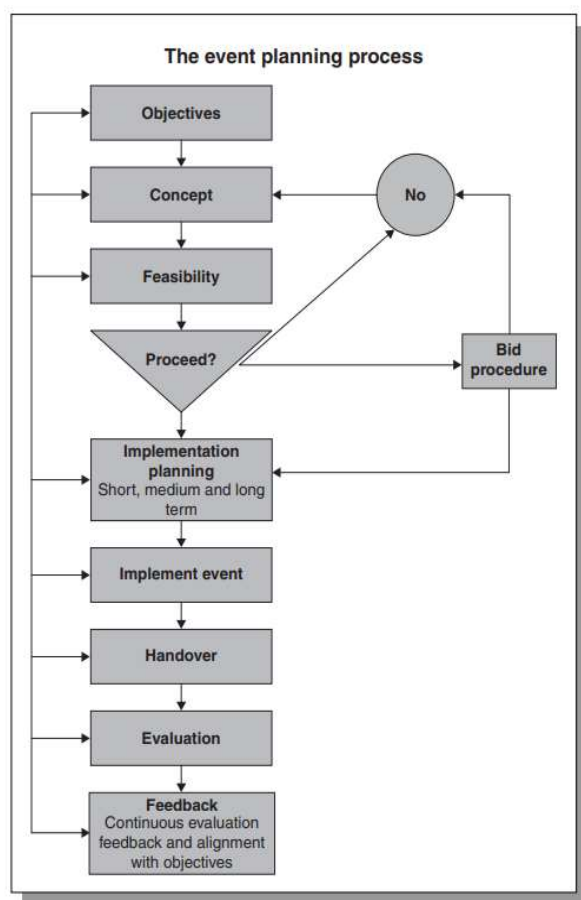 The event planning process
Objectives
Concept
No
Feasibility
Proceed?
Bid
procedure
Implementation
planning
Short, medium and long
term
Implement event
Handover
Evaluation
Feedback
Continuous evaluation
feedback and alignment
with objectives